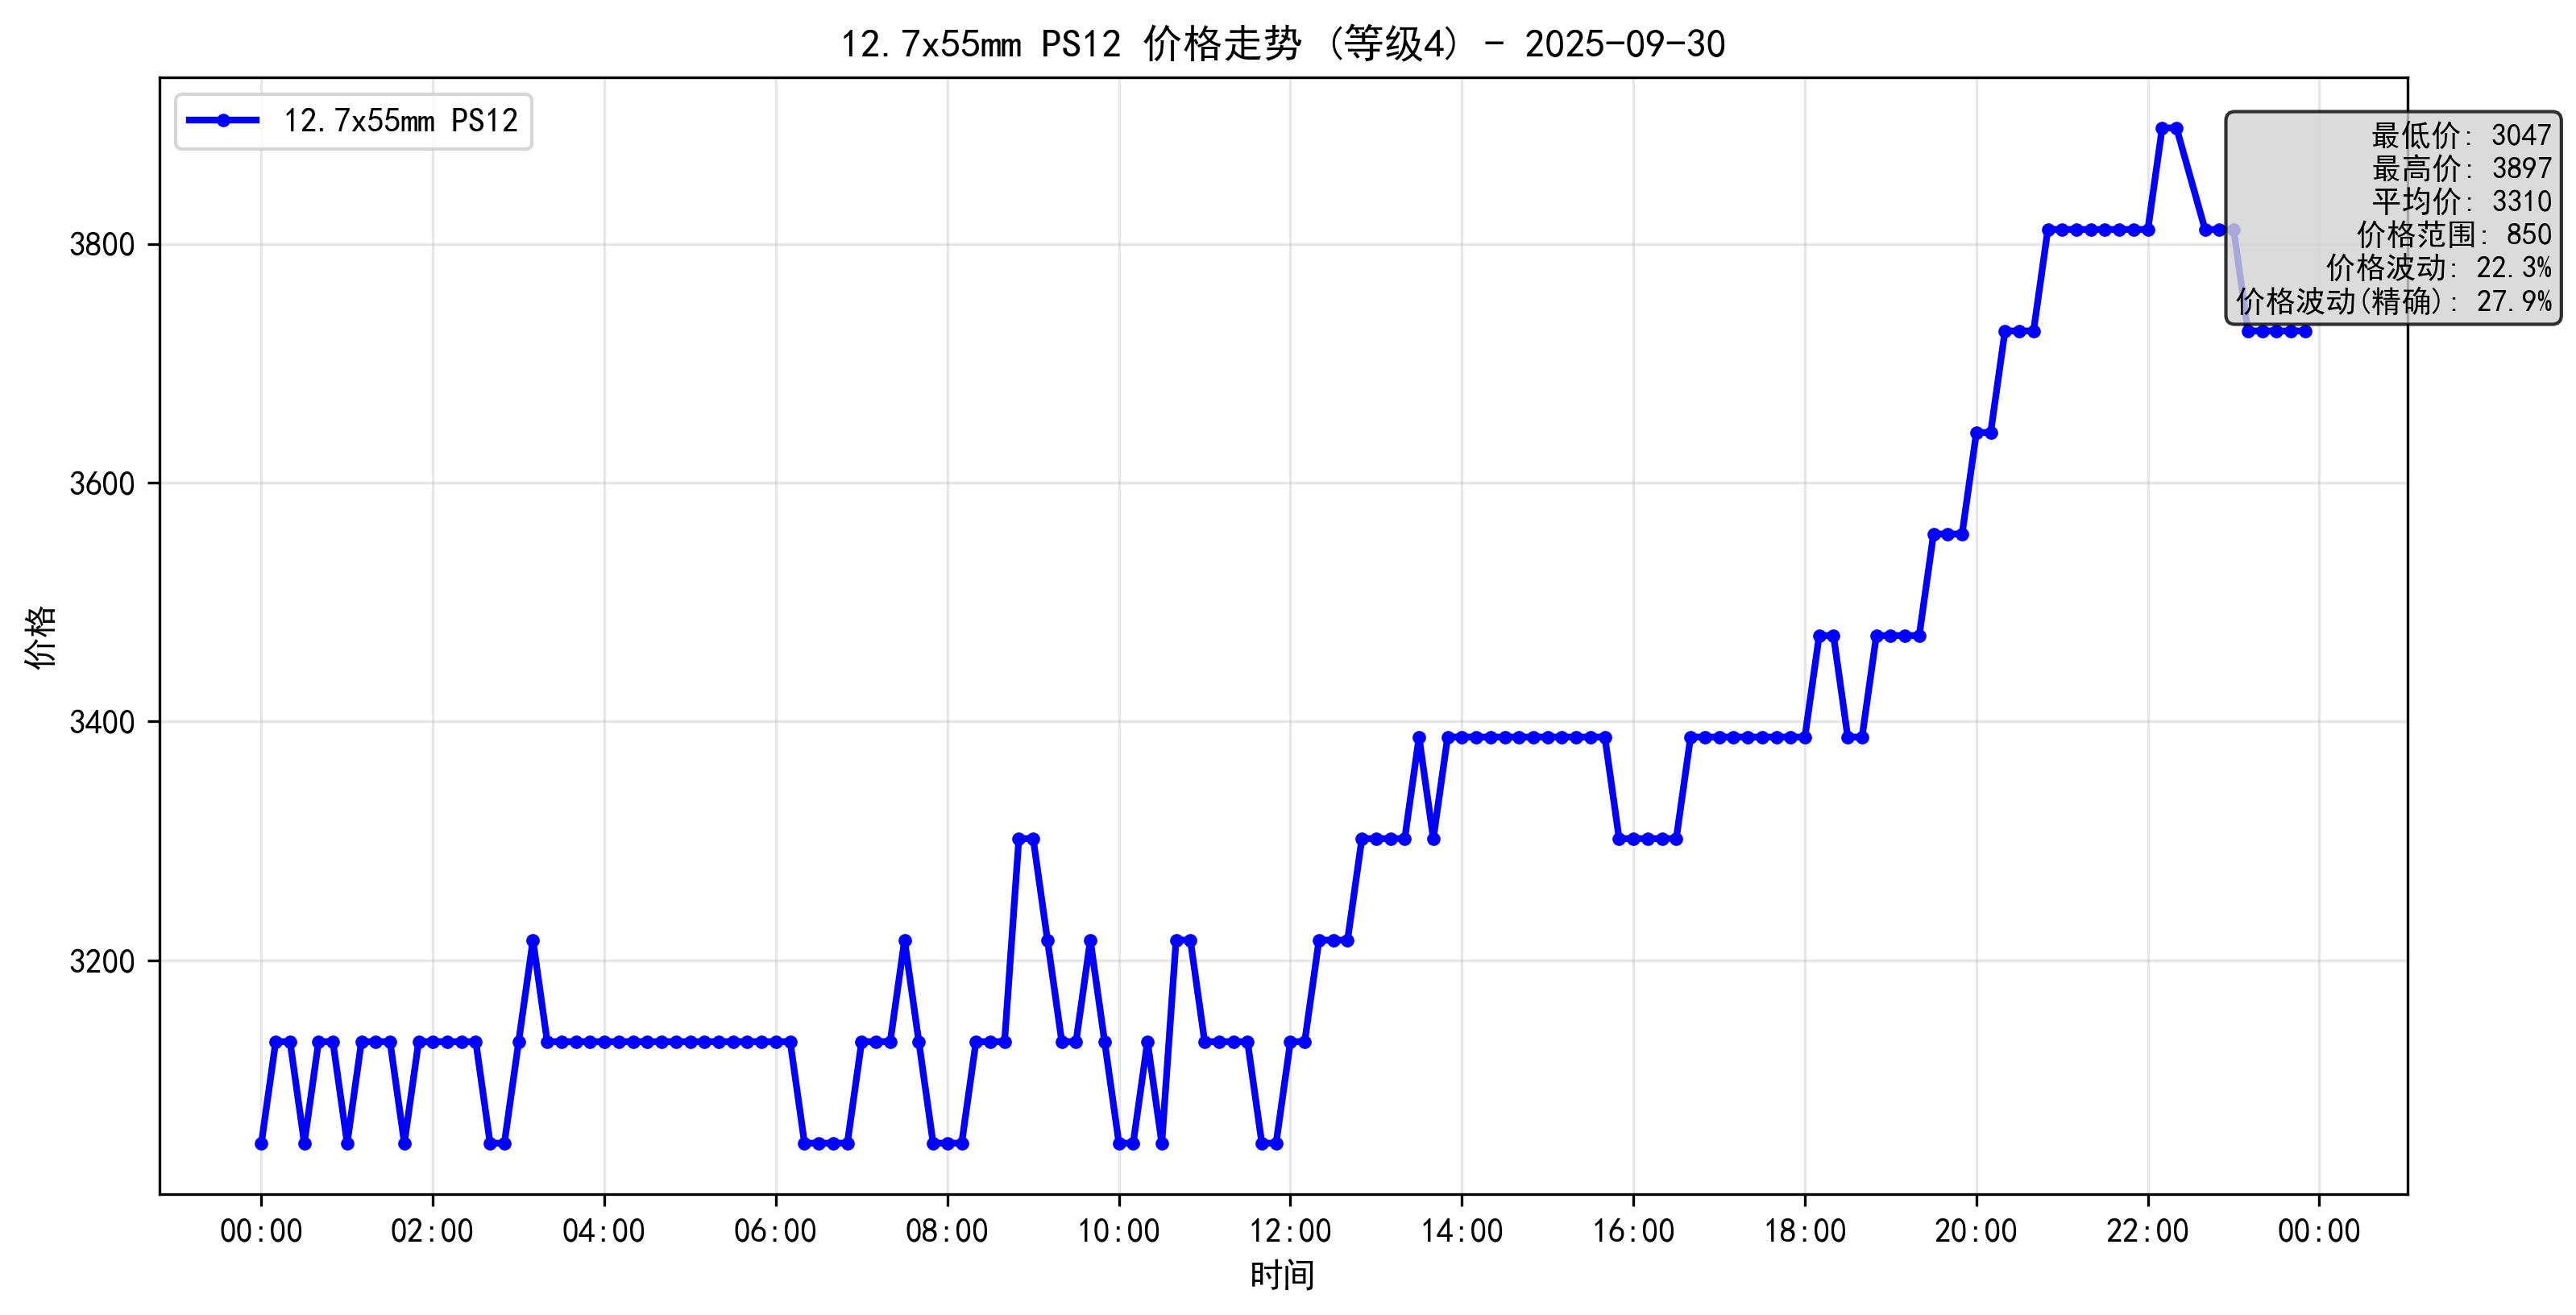 12.7x55mm PS12 价格走势 (等级4) - 2025-09-30
12.7x55mm PS12
最低价: 3047
最高价: 3897
平均价: 3310
价格范围: 850
价格波动: 22.3%
价格波动(精确): 27.9%
3800
3600
3400
3200
价格
00:00 02:00 04:00 06:00 08:00 10:00 12:00 14:00 16:00 18:00 20:00 22:00 00:00
时间